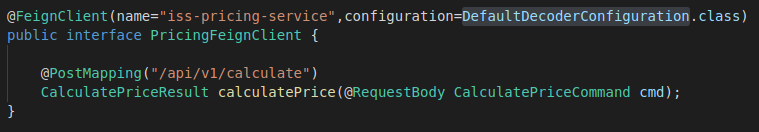 @FeignClient(name="iss-pricing-service",configuration=DefaultDecoderConfiguration.class)
public interface PricingFeignClient {
@PostMapping("/api/v1/calculate")
CalculatePriceResult calculatePrice(@RequestBody CalculatePriceCommand cmd);
}